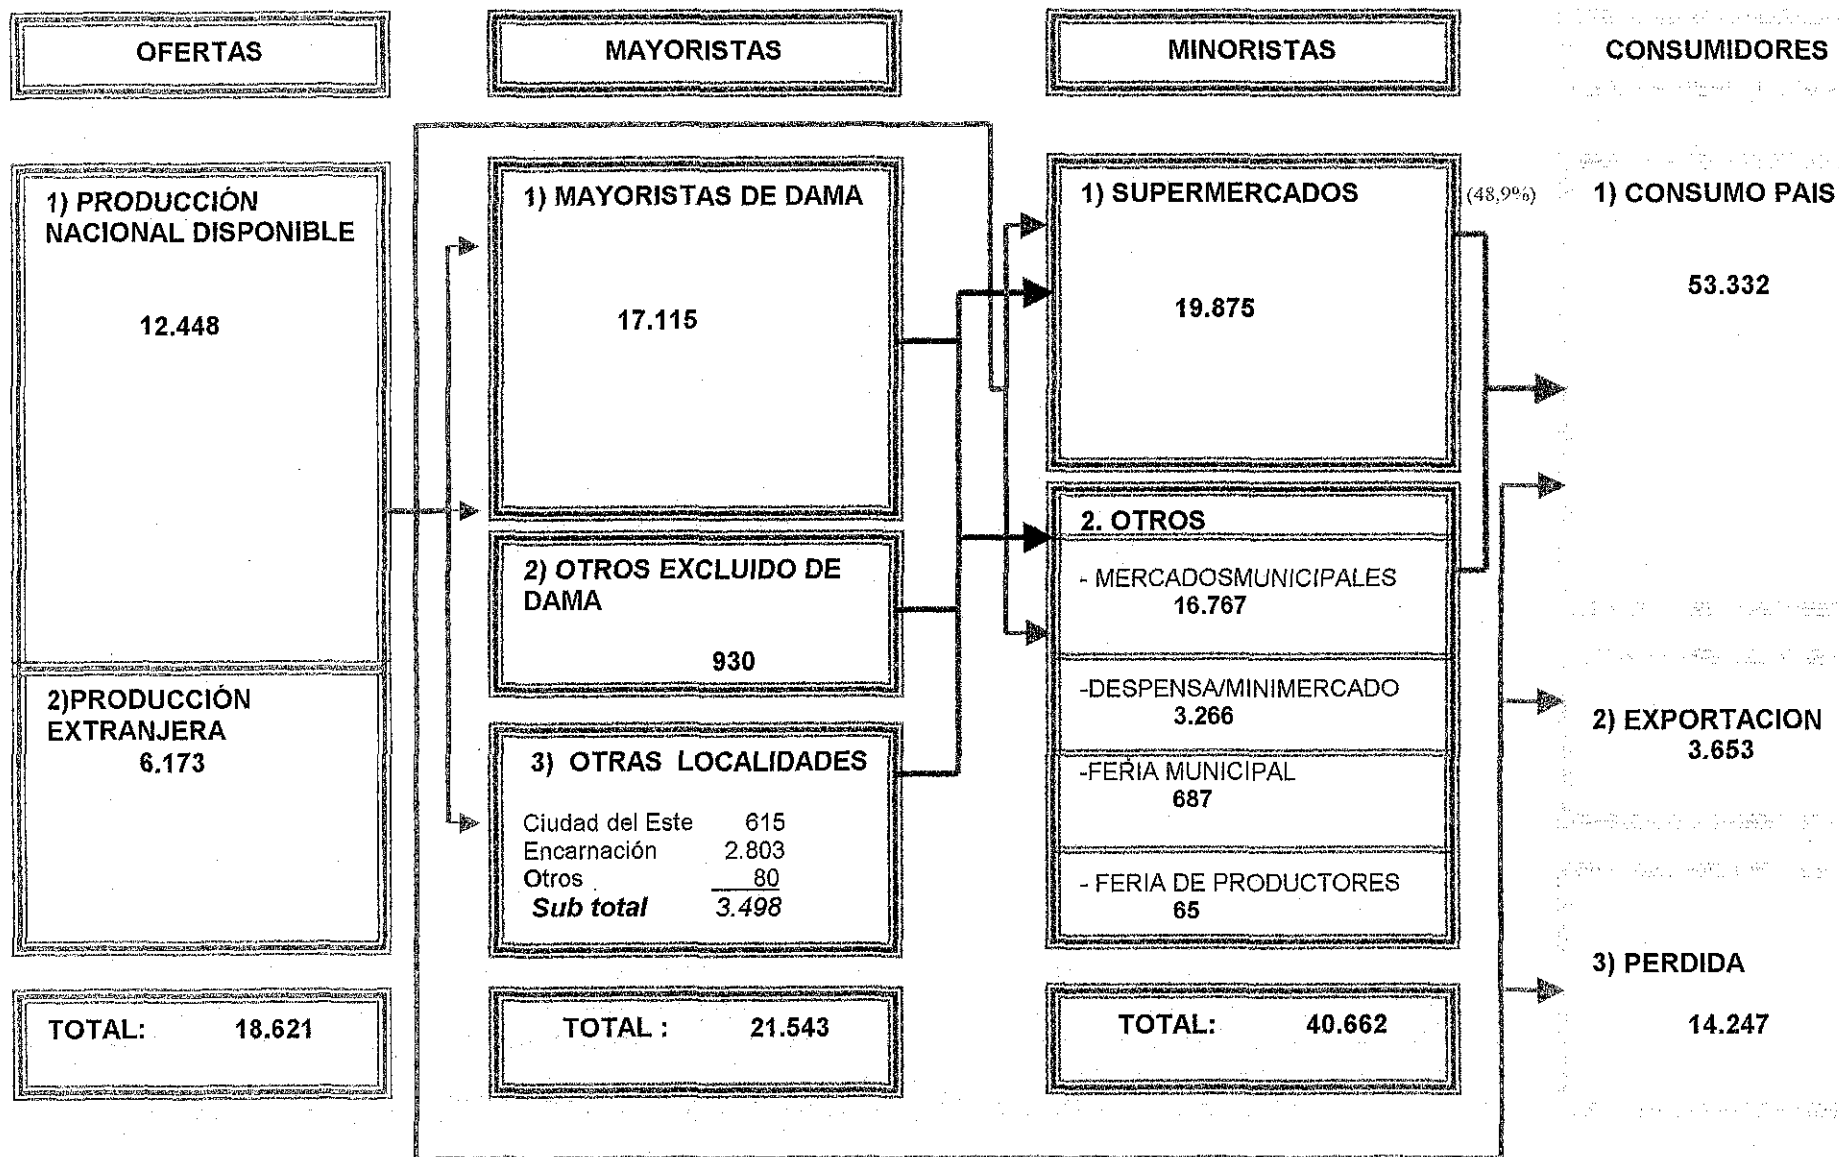 OFERTAS
MAYORISTAS
MINORISTAS
CONSUMIDORES
1) PRODUCCIÓN
NACIONAL DISPONIBLE
12.448
2)PRODUCCIÓN
EXTRANJERA
6.173
TOTAL: 18.621
1) MAYORISTAS DE DAMA
17.115
2) OTROS EXCLUIDO DE
DAMA
930
3) OTRAS LOCALIDADES
Ciudad del Este 615
Encarnación 2.803
Otros 80
Sub total 3.498
TOTAL : 21.543
1) SUPERMERCADOS
(48,9%)
19.875
2. OTROS
- MERCADOSMUNICIPALES
16.767
-DESPENSA/MINIMERCADO
3.266
-FERIA MUNICIPAL
687
- FERIA DE PRODUCTORES
65
TOTAL: 40.662
1) CONSUMO PAIS
53.332
2) EXPORTACION
3.653
3) PERDIDA
14.247